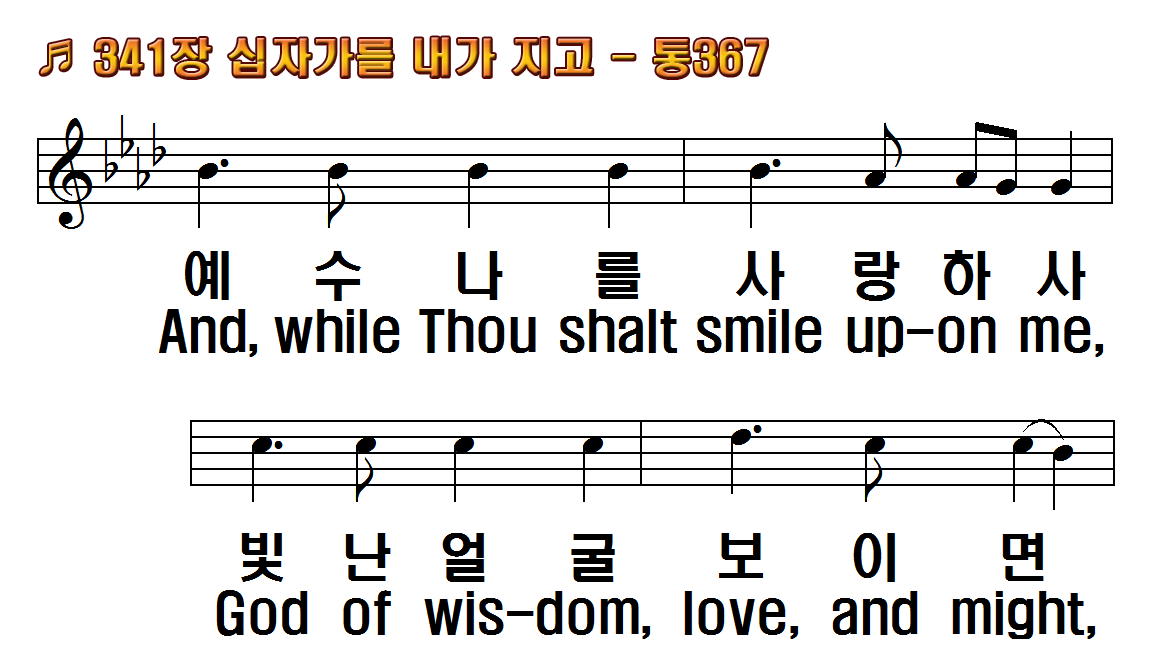 ♬ 341장 십자가를 내가 지고 - 통367
예 수 나 를 사 랑 하 사
And, while Thou shalt smile up-on me,
빛 난 얼 굴 보 이 면
God of wis-dom, love, and might,